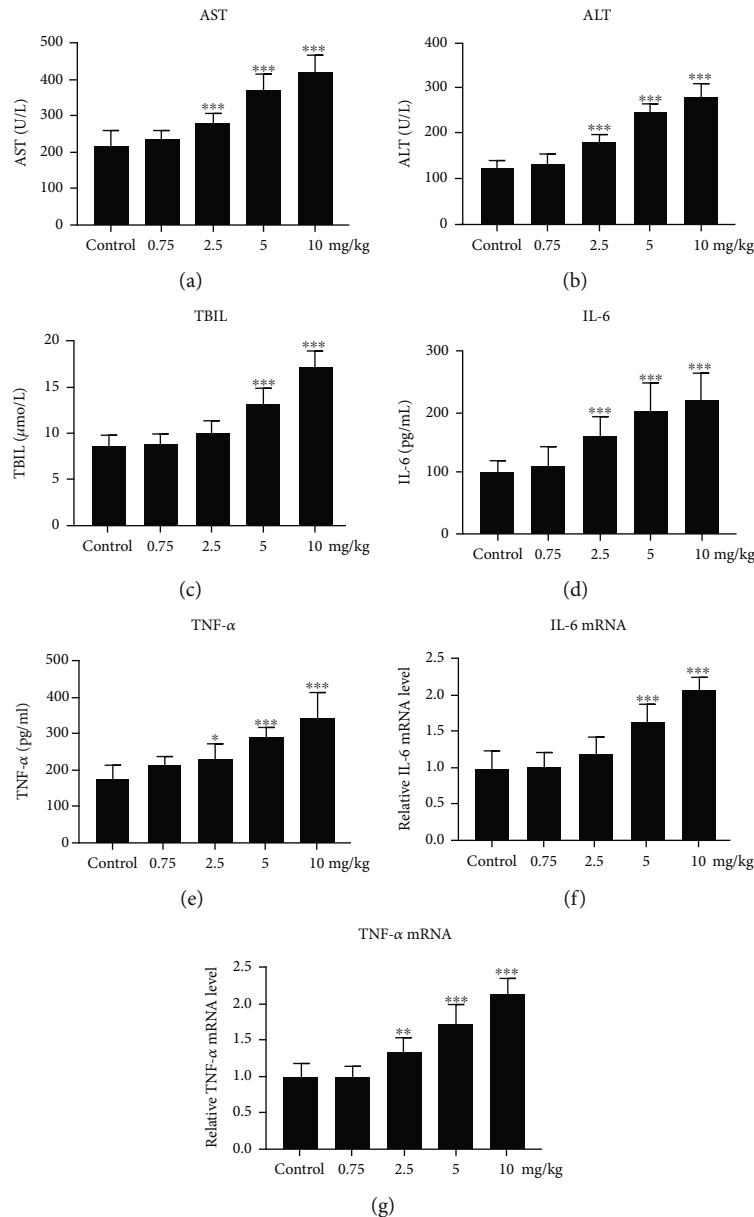 AST
AST (U/L)
500
400
300
200
100
0
***
***
***
Control 0.75 2.5 5 10 mg/kg
(a)
ALT
ALT (U/L)
400
300
200
100
0
***
***
***
Control 0.75 2.5 5 10 mg/kg
(b)
TBIL
TBIL (μmo/L)
20
15
10
5
0
***
***
Control 0.75 2.5 5 10 mg/kg
(c)
IL-6
IL-6 (pg/mL)
300
200
100
0
***
***
***
Control 0.75 2.5 5 10 mg/kg
(d)
TNF-α
TNF-α (pg/ml)
500
400
300
200
100
0
*
***
***
Control 0.75 2.5 5 10 mg/kg
(e)
IL-6 mRNA
Relative IL-6 mRNA level
2.5
2.0
1.5
1.0
0.5
0.0
***
***
Control 0.75 2.5 5 10 mg/kg
(f)
TNF-α mRNA
Relative TNF-α mRNA level
2.5
2.0
1.5
1.0
0.5
0.0
**
***
***
Control 0.75 2.5 5 10 mg/kg
(g)